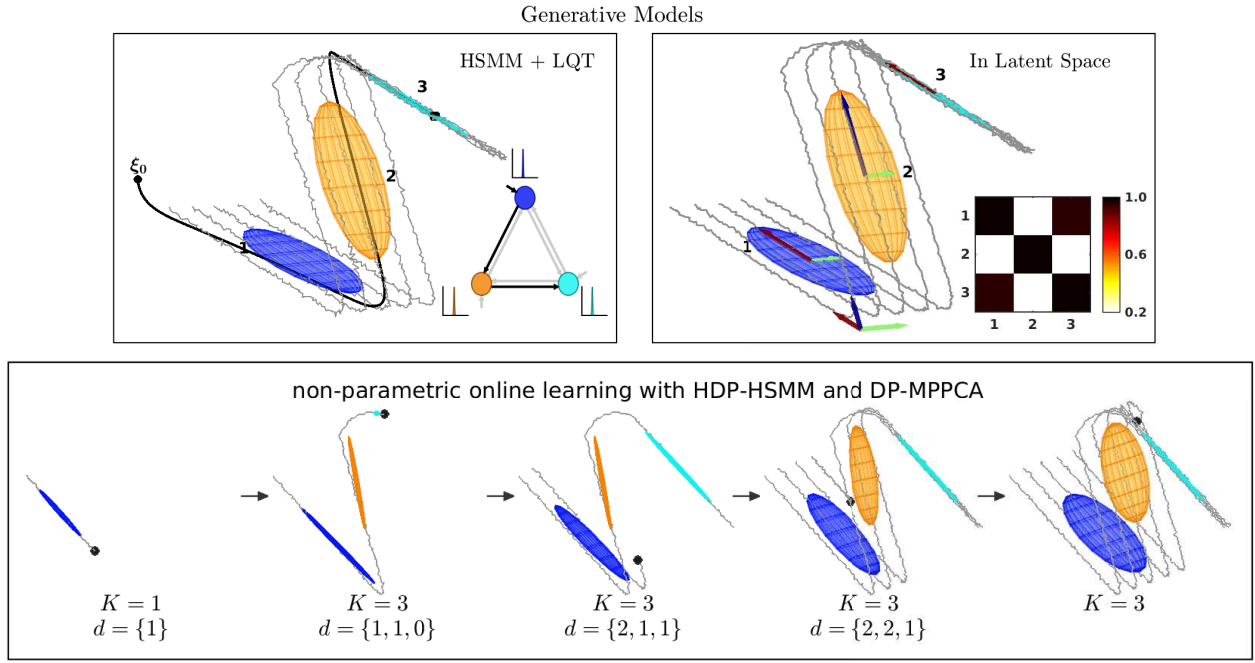 Generative Models
HSMM + LQT
3
ξ0
2
1
In Latent Space
3
2
1
1
2
3
1 2 3
1.0
0.6
0.2
non-parametric online learning with HDP-HSMM and DP-MPPCA
K = 1
d = {1}
K = 3
d = {1, 1, 0}
K = 3
d = {2, 1, 1}
K = 3
d = {2, 2, 1}
K = 3